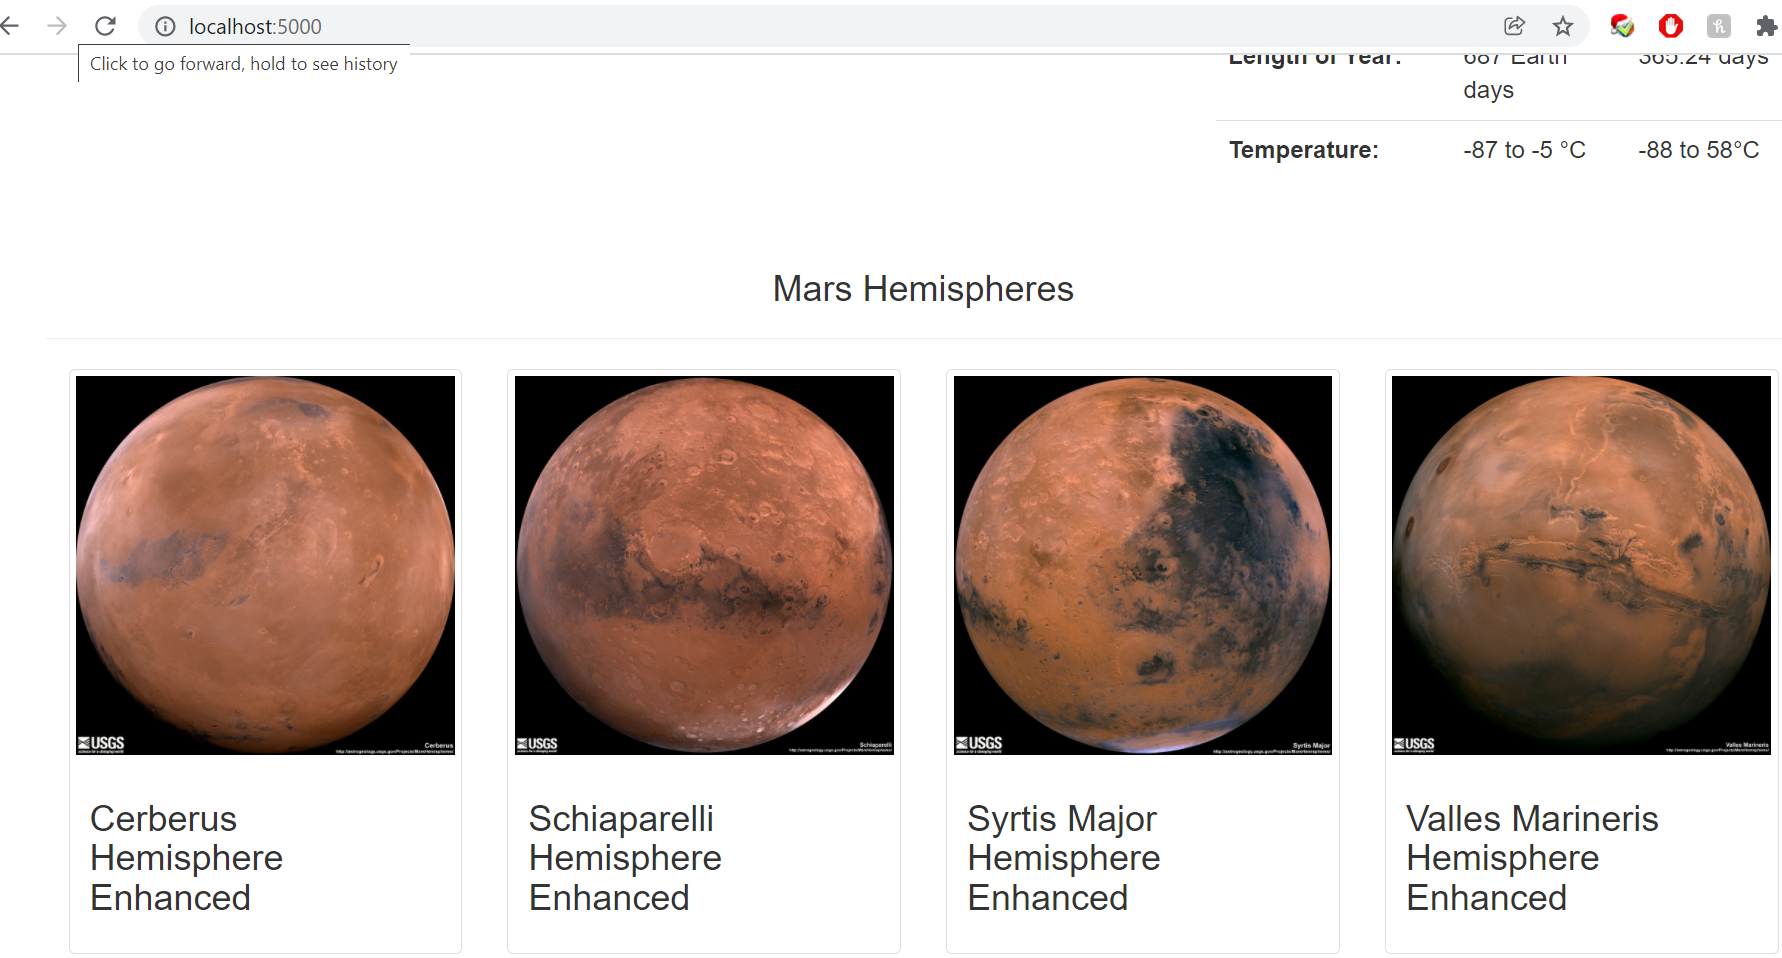 localhost:5000
Click to go forward, hold to see history
Length of Year: 687 Earth days 365.24 days
Temperature: -87 to -5 °C -88 to 58°C
Mars Hemispheres
USGS
Cerberus
USGS
Schiaparelli
USGS
Syrtis Major
USGS
Valles Marineris
Cerberus
Hemisphere
Enhanced
Schiaparelli
Hemisphere
Enhanced
Syrtis Major
Hemisphere
Enhanced
Valles Marineris
Hemisphere
Enhanced